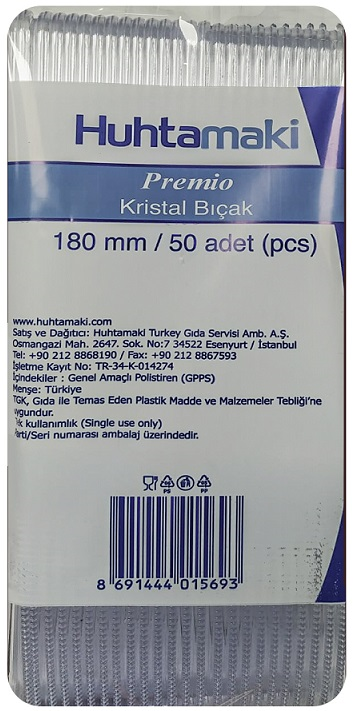 Huhtamaki
Premio
Kristal Bıçak
180 mm / 50 adet (pcs)
www.huhtamaki.com
Satış ve Dağıtıcı: Huhtamaki Turkey Gıda Servisi Amb. A.Ş.
Osmangazi Mah. 2647. Sok. No:7 34522 Esenyurt / İstanbul
Tel: +90 212 8868190 / Fax: +90 212 8867593
İşletme Kayıt No: TR-34-K-014274
İçindekiler : Genel Amaçlı Polistiren (GPPS)
Menşe: Türkiye
TGK, Gıda ile Temas Eden Plastik Madde ve Malzemeler Tebliği'ne
uygundur.
Tek kullanımlık (Single use only)
Parti/Seri numarası ambalaj üzerindedir.
PS PP
8 691444 015693